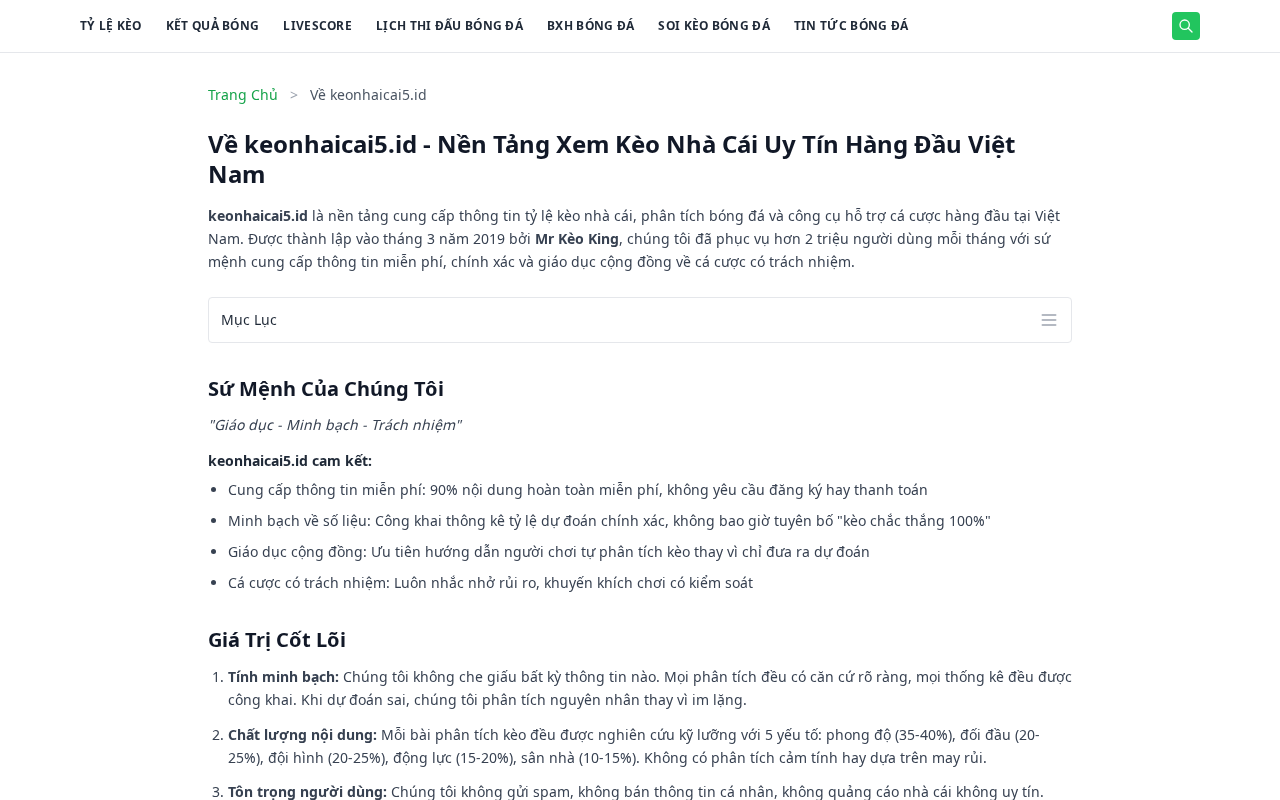 TỶ LỆ KÈO KẾT QUẢ BÓNG LIVESCORE LỊCH THI ĐẤU BÓNG ĐÁ BXH BÓNG ĐÁ SOI KÈO BÓNG ĐÁ TIN TỨC BÓNG ĐÁ
Trang Chủ > Về keonhaicai5.id
Về keonhaicai5.id - Nền Tảng Xem Kèo Nhà Cái Uy Tín Hàng Đầu Việt
Nam
keonhaicai5.id là nền tảng cung cấp thông tin tỷ lệ kèo nhà cái, phân tích bóng đá và công cụ hỗ trợ cá cược hàng đầu tại Việt
Nam. Được thành lập vào tháng 3 năm 2019 bởi Mr Kèo King, chúng tôi đã phục vụ hơn 2 triệu người dùng mỗi tháng với sứ
mệnh cung cấp thông tin miễn phí, chính xác và giáo dục cộng đồng về cá cược có trách nhiệm.
Mục Lục
Sứ Mệnh Của Chúng Tôi
"Giáo dục - Minh bạch - Trách nhiệm"
keonhaicai5.id cam kết:
• Cung cấp thông tin miễn phí: 90% nội dung hoàn toàn miễn phí, không yêu cầu đăng ký hay thanh toán
• Minh bạch về số liệu: Công khai thống kê tỷ lệ dự đoán chính xác, không bao giờ tuyên bố "kèo chắc thắng 100%"
• Giáo dục cộng đồng: Ưu tiên hướng dẫn người chơi tự phân tích kèo thay vì chỉ đưa ra dự đoán
• Cá cược có trách nhiệm: Luôn nhắc nhở rủi ro, khuyến khích chơi có kiểm soát
Giá Trị Cốt Lõi
1. Tính minh bạch: Chúng tôi không che giấu bất kỳ thông tin nào. Mọi phân tích đều có căn cứ rõ ràng, mọi thống kê đều được
công khai. Khi dự đoán sai, chúng tôi phân tích nguyên nhân thay vì im lặng.
2. Chất lượng nội dung: Mỗi bài phân tích kèo đều được nghiên cứu kỹ lưỡng với 5 yếu tố: phong độ (35-40%), đối đầu (20-
25%), đội hình (20-25%), động lực (15-20%), sân nhà (10-15%). Không có phân tích cảm tính hay dựa trên may rủi.
3. Tôn trọng người dùng: Chúng tôi không gửi spam, không bán thông tin cá nhân, không quảng cáo nhà cái không uy tín.